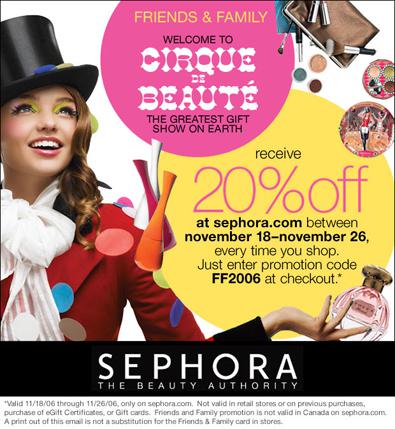 FRIENDS & FAMILY
WELCOME TO
CIRQUE
DE
BEAUTÉ
THE GREATEST GIFT
SHOW ON EARTH
receive
20%off
at sephora.com between
november 18–november 26,
every time you shop.
Just enter promotion code
FF2006 at checkout.*
SEPHORA
THE BEAUTY AUTHORITY
*Valid 11/18/06 through 11/26/06, only on sephora.com. Not valid in retail stores or on previous purchases,
purchase of eGift Certificates, or Gift cards. Friends and Family promotion is not valid in Canada on sephora.com.
A print out of this email is not a substitution for the Friends & Family card in stores.